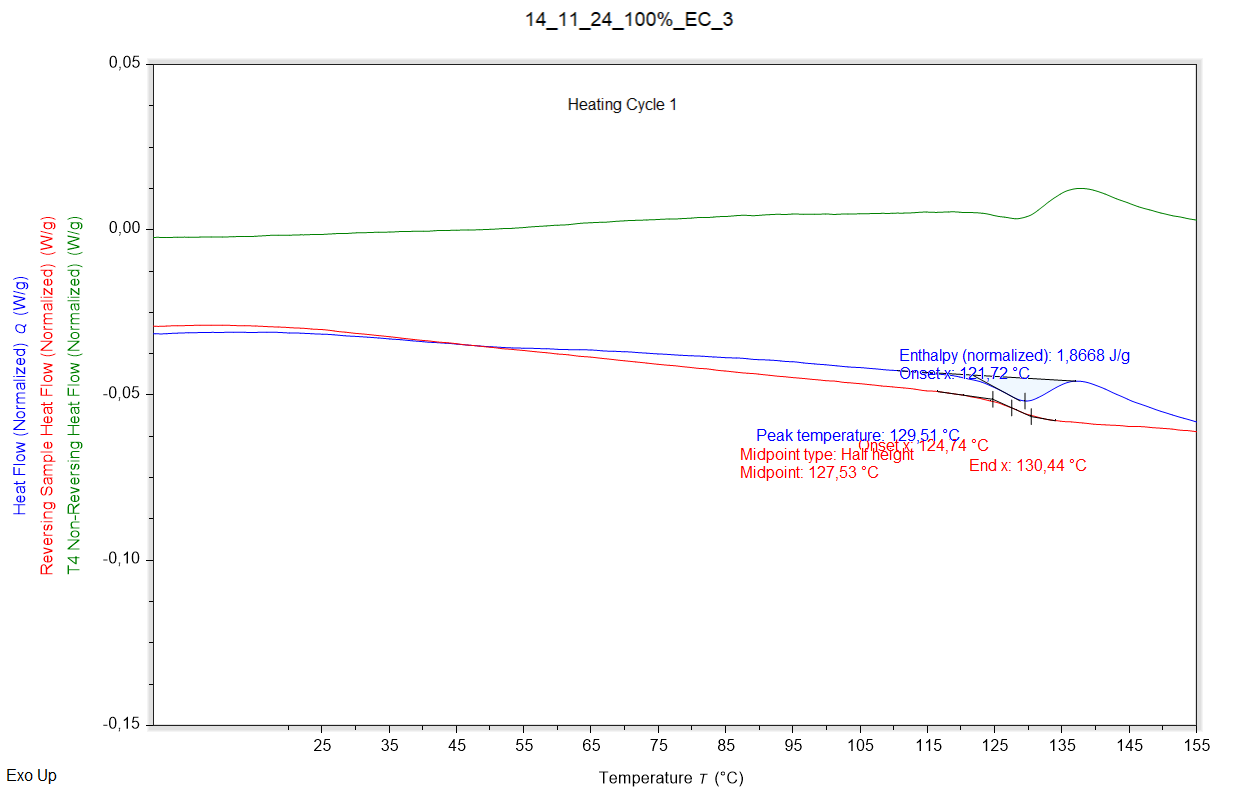 14_11_24_100%_EC_3
Heating Cycle 1
0,05
0,00
-0,05
-0,10
-0,15
Heat Flow (Normalized) Q (W/g)
Reversing Sample Heat Flow (Normalized) (W/g)
T4 Non-Reversing Heat Flow (Normalized) (W/g)
Enthalpy (normalized): 1,8668 J/g
Onset x: 121,72 °C
Peak temperature: 129,51 °C
Onset x: 124,74 °C
Midpoint type: Half height
End x: 130,44 °C
Midpoint: 127,53 °C
25 35 45 55 65 75 85 95 105 115 125 135 145 155
Exo Up
Temperature T (°C)